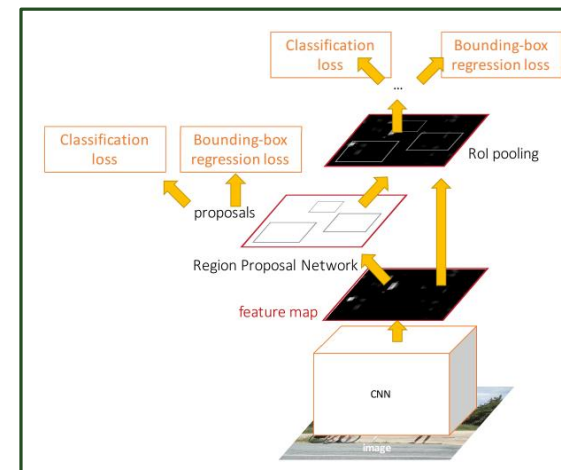 Classification
loss
Bounding-box
regression loss
...
RoI pooling
Classification
loss
Bounding-box
regression loss
proposals
Region Proposal Network
feature map
CNN
image